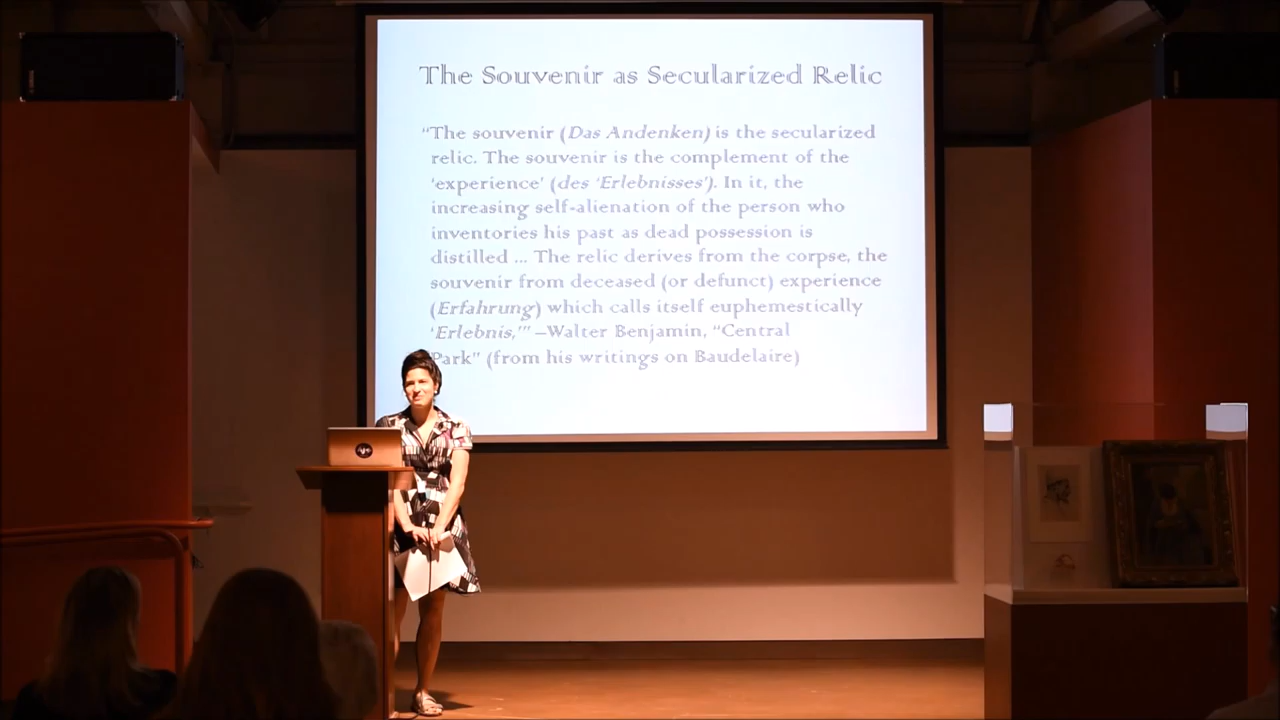 The Souvenir as Secularized Relic
“The souvenir (Das Andenken) is the secularized
relic. The souvenir is the complement of the
‘experience’ (des ‘Erlebnisses’). In it, the
increasing self-alienation of the person who
inventories his past as dead possession is
distilled ... The relic derives from the corpse, the
souvenir from deceased (or defunct) experience
(Erfahrung) which calls itself euphemestically
‘Erlebnis,’” –Walter Benjamin, “Central
Park” (from his writings on Baudelaire)